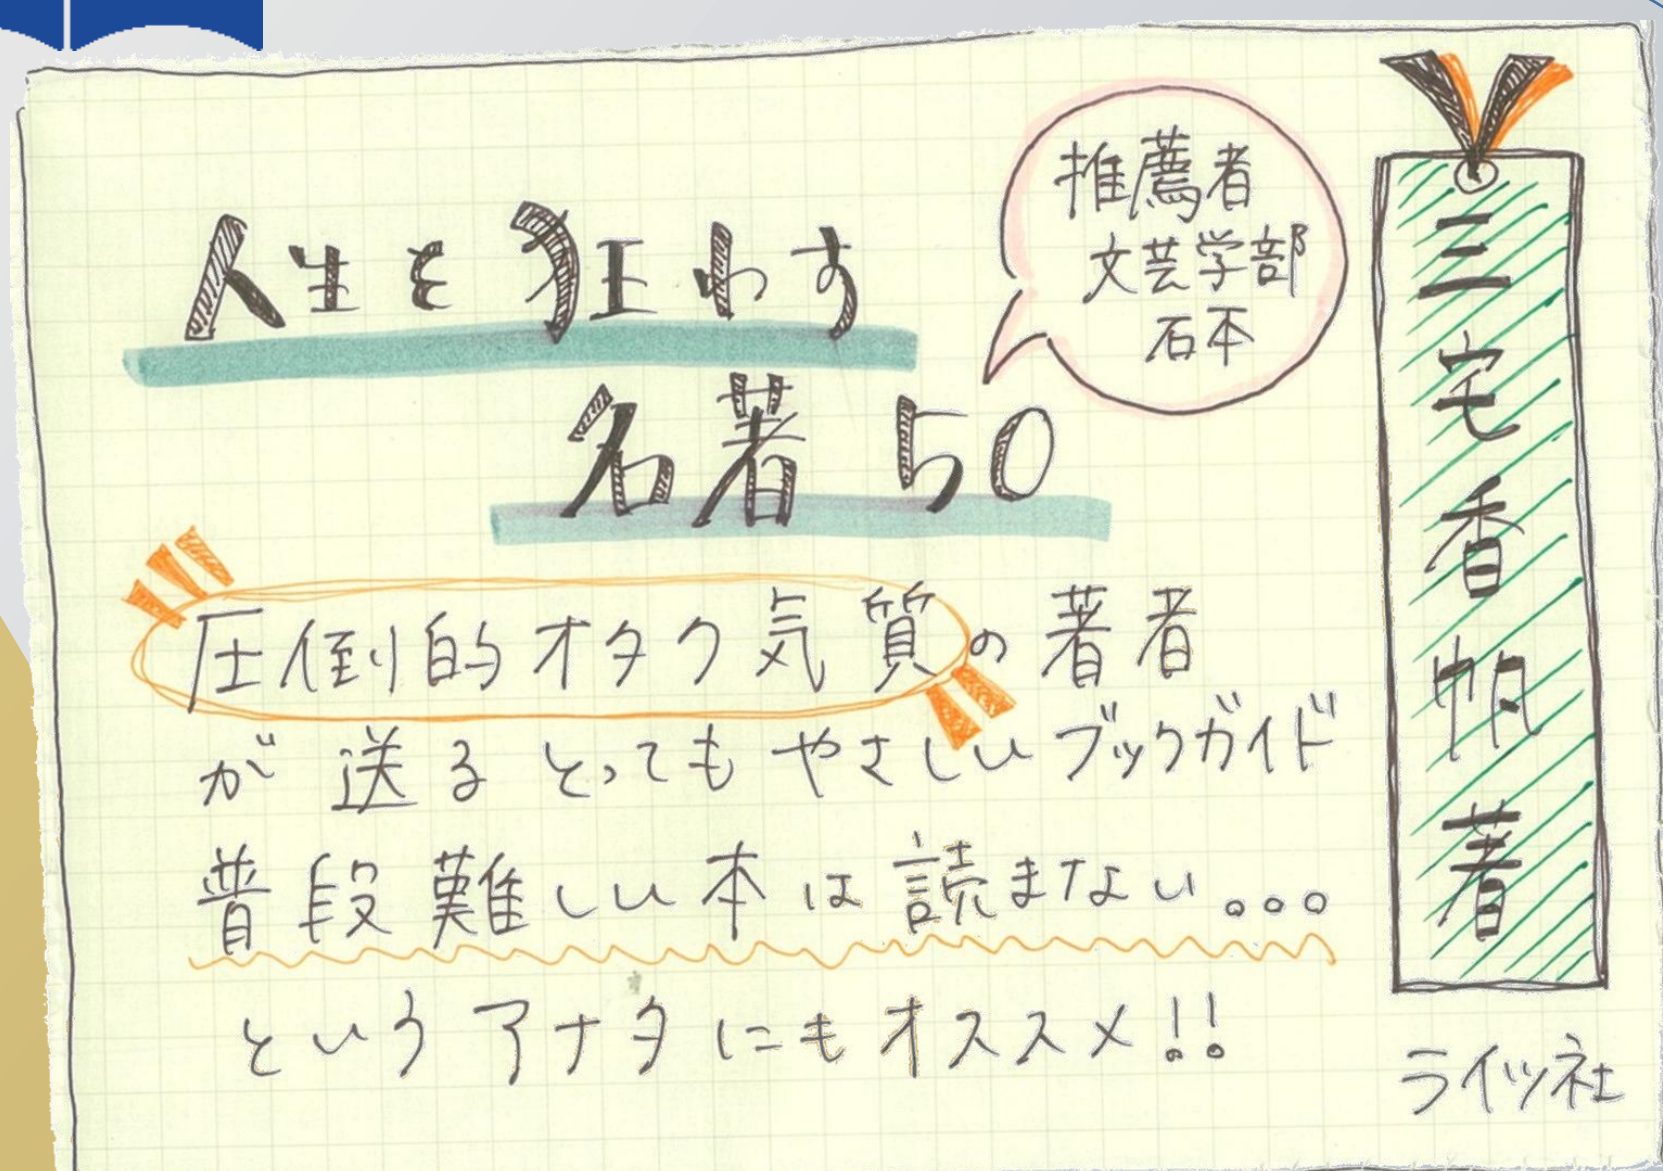 人生を狂わす
名著50
推薦者
文芸学部
石本
圧倒的オタク気質の著者
が送るとってもやさしいブックガイド
普段難しい本は読まない...
というアナタにもオススメ!!
三宅香帆著
ライツ社